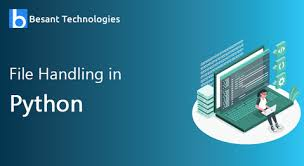 b Besant Technologies
File Handling in
Python